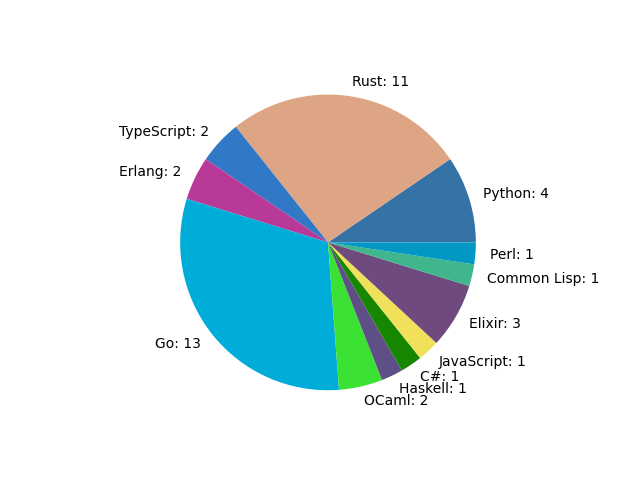 Rust: 11
TypeScript: 2
Erlang: 2
Python: 4
Perl: 1
Common Lisp: 1
Elixir: 3
Go: 13
JavaScript: 1
C#: 1
Haskell: 1
OCaml: 2